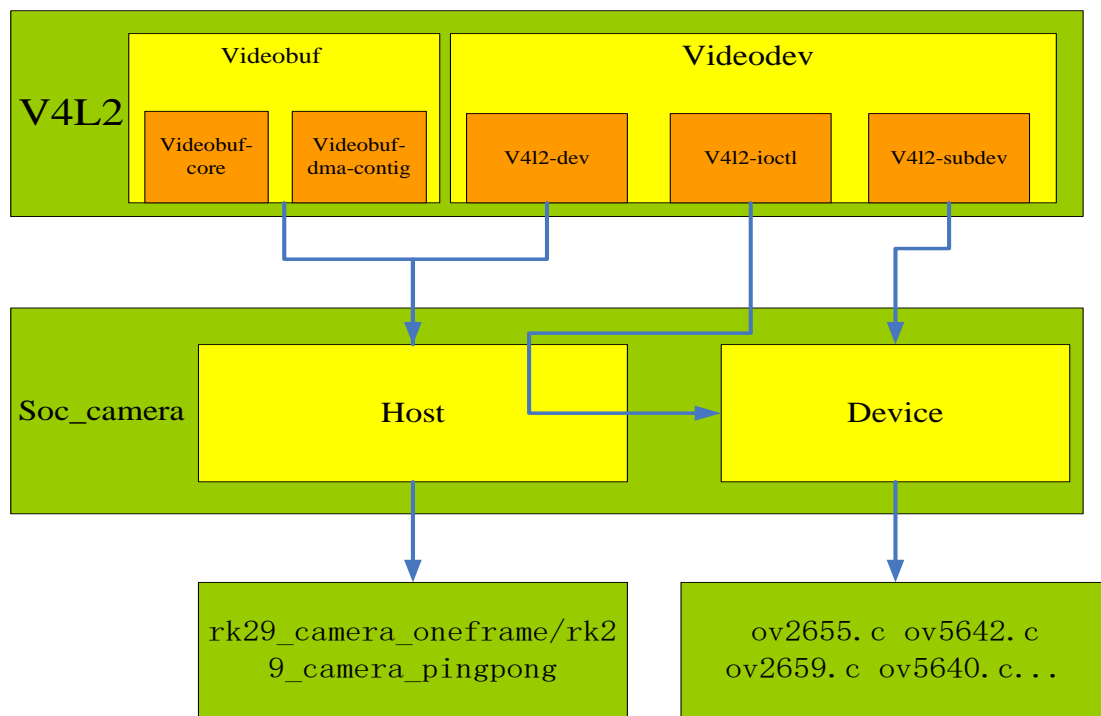 V4L2
Videobuf
Videobuf-
core
Videobuf-
dma-contig
Videodev
V4l2-dev
V4l2-ioctl
V4l2-subdev
Soc_camera
Host
Device
rk29_camera_oneframe/rk2
9_camera_pingpong
ov2655.c ov5642.c
ov2659.c ov5640.c...